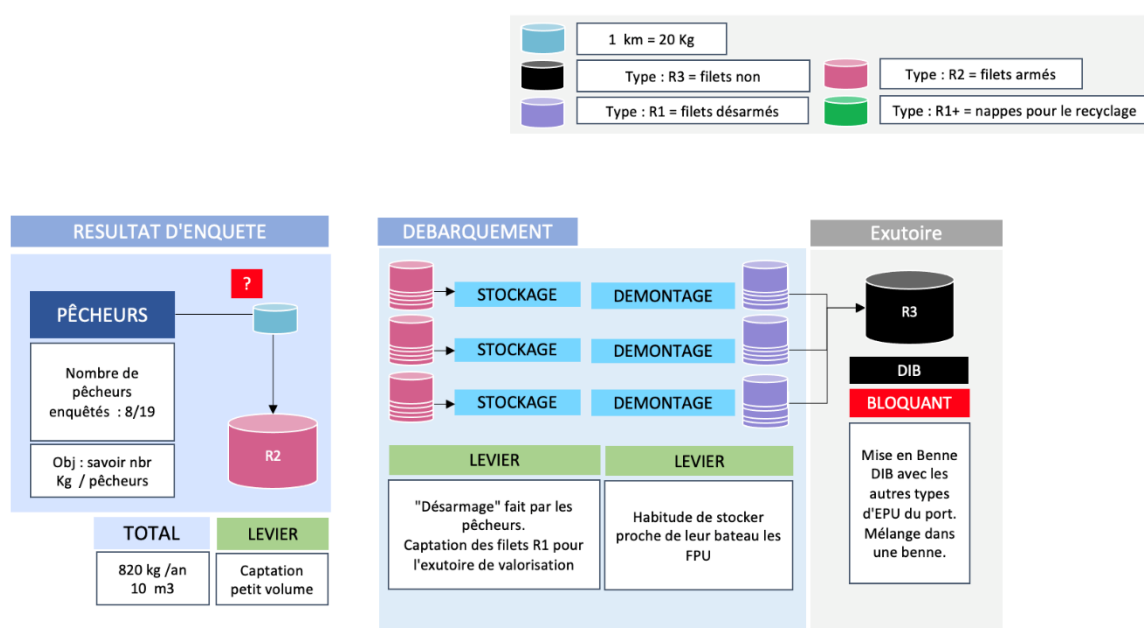 1 km = 20 Kg
Type : R3 = filets non
Type : R2 = filets armés
Type : R1 = filets désarmés
Type : R1+ = nappes pour le recyclage
RESULTAT D'ENQUETE
?
PÊCHEURS
Nombre de
pêcheurs
enquêtés : 8/19
Obj : savoir nbr
Kg / pêcheurs
R2
TOTAL
820 kg /an
10 m3
LEVIER
Captation
petit volume
DEBARQUEMENT
STOCKAGE
DEMONTAGE
STOCKAGE
DEMONTAGE
STOCKAGE
DEMONTAGE
LEVIER
"Désarmage" fait par les
pêcheurs.
Captation des filets R1 pour
l'exutoire de valorisation
LEVIER
Habitude de stocker
proche de leur bateau les
FPU
Exutoire
R3
DIB
BLOQUANT
Mise en Benne
DIB avec les
autres types
d'EPU du port.
Mélange dans
une benne.